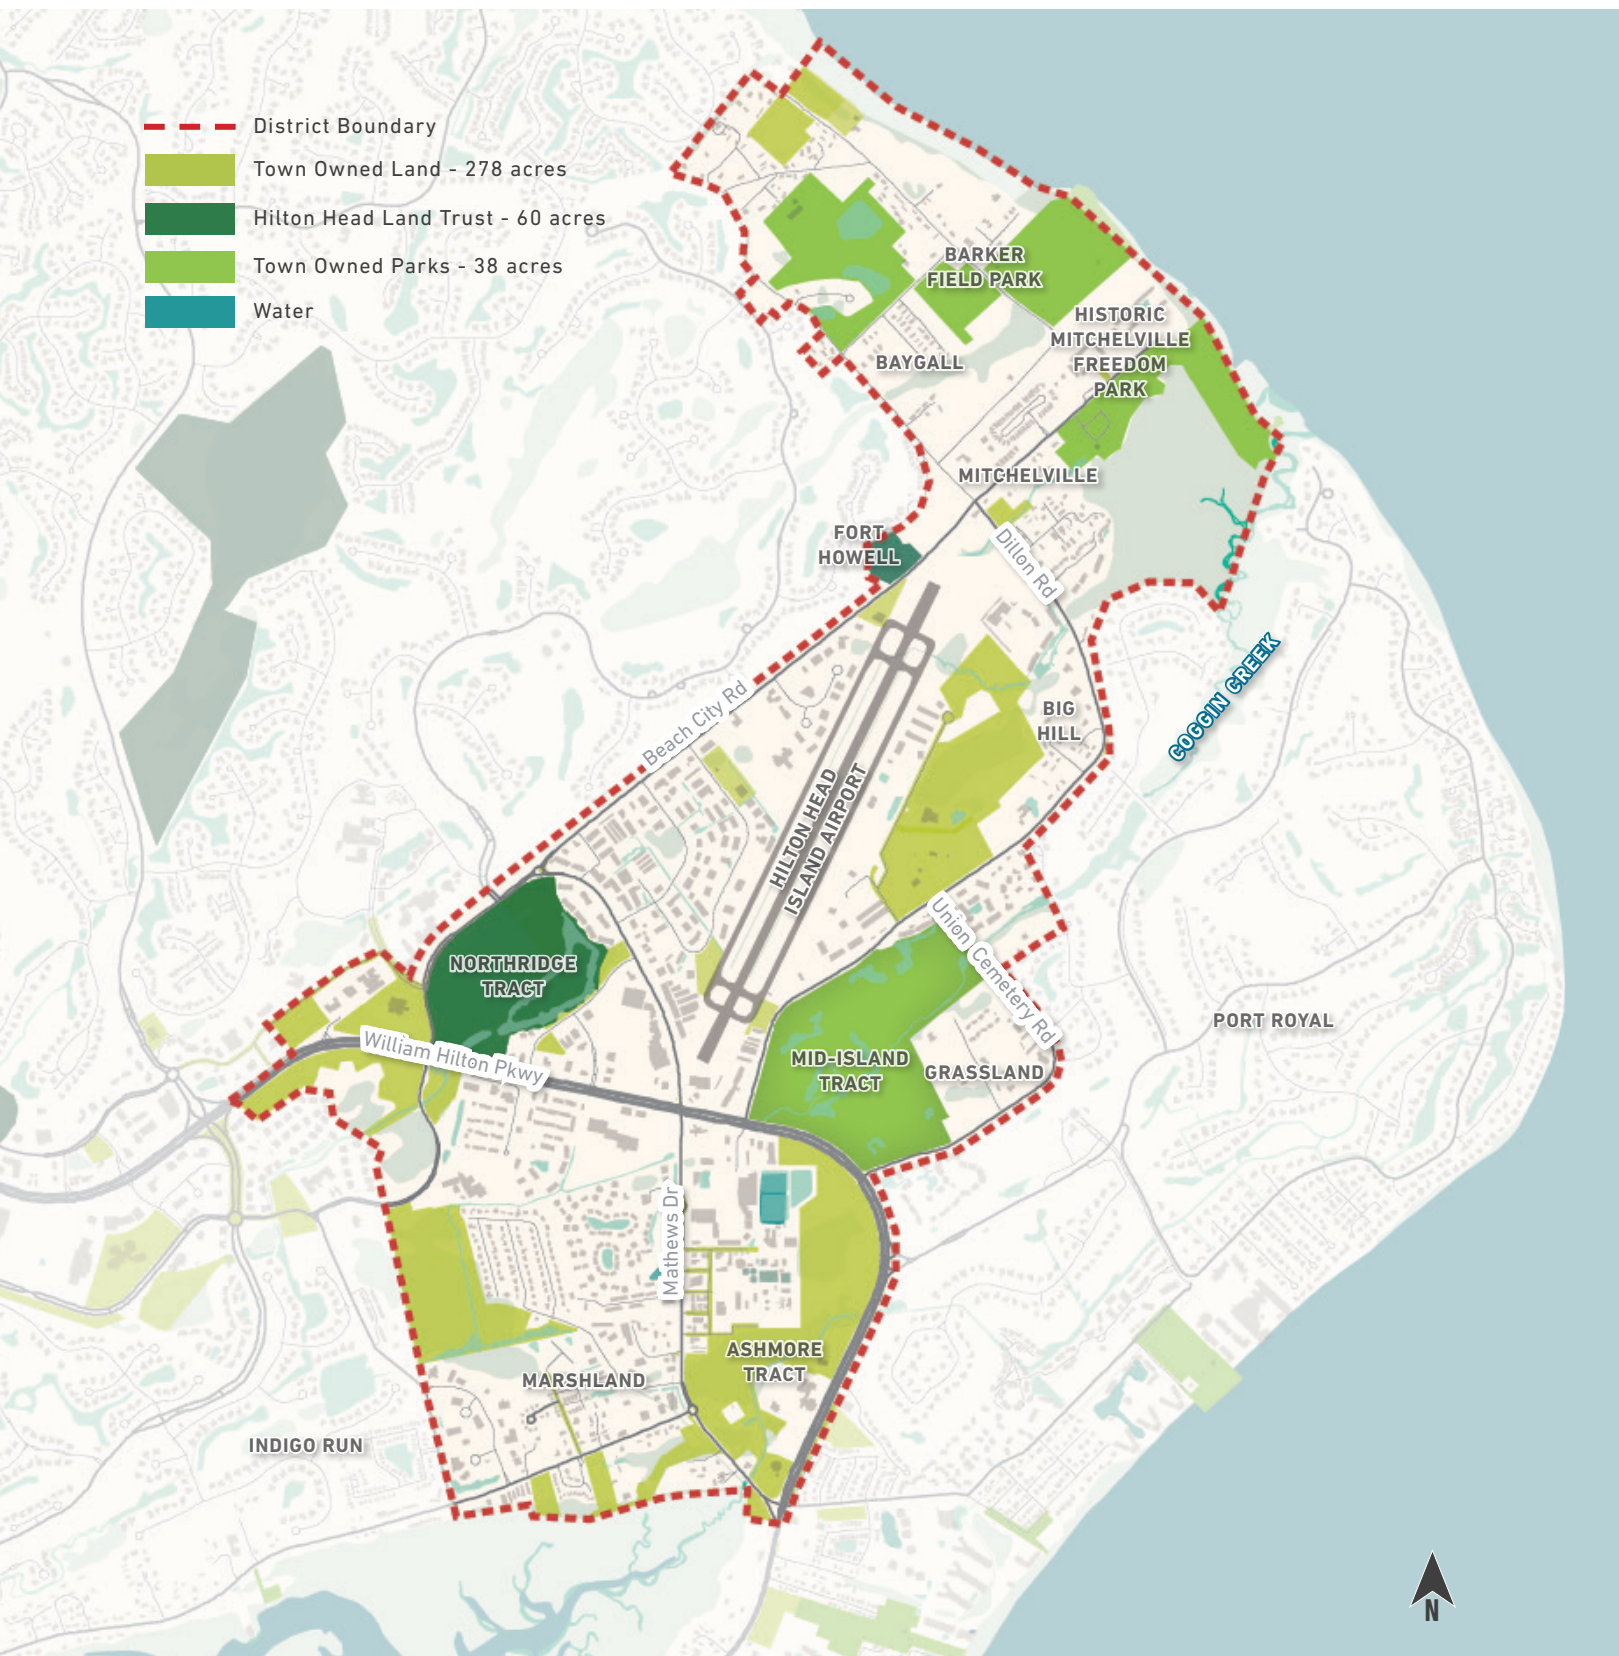 District Boundary
Town Owned Land - 278 acres
Hilton Head Land Trust - 60 acres
Town Owned Parks - 38 acres
Water
BARKER
FIELD PARK
HISTORIC
MITCHELVILLE
FREEDOM
PARK
BAYGALL
MITCHELVILLE
FORT
HOWELL
Dillon Rd
COGGIN CREEK
BIG
HILL
Beach City Rd
HILTON HEAD
ISLAND AIRPORT
Union Cemetery Rd
NORTHRIDGE
TRACT
William Hilton Pkwy
MID-ISLAND
TRACT
GRASSLAND
PORT ROYAL
Mathews Dr
ASHMORE
TRACT
MARSHLAND
INDIGO RUN
N